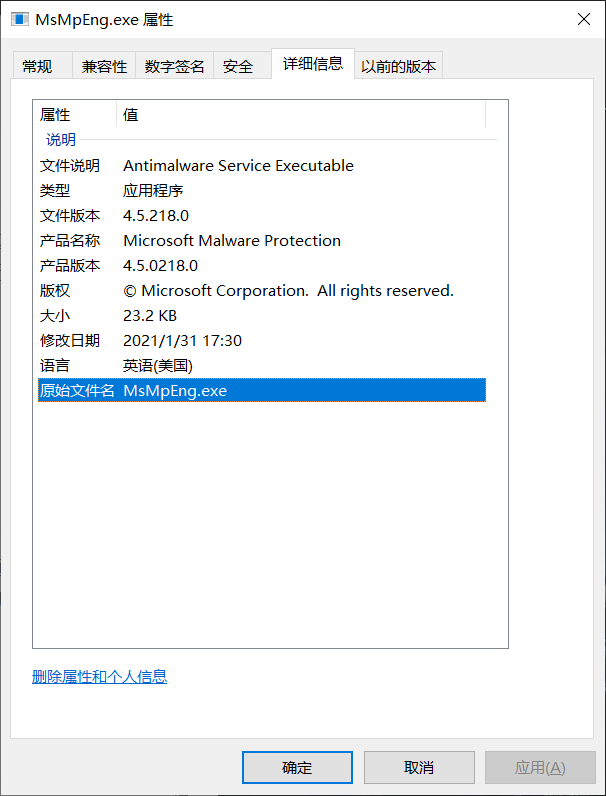 MsMpEng.exe 属性
常规 兼容性 数字签名 安全 详细信息 以前的版本
属性 值
说明
文件说明 Antimalware Service Executable
类型 应用程序
文件版本 4.5.218.0
产品名称 Microsoft Malware Protection
产品版本 4.5.0218.0
版权 © Microsoft Corporation.  All rights reserved.
大小 23.2 KB
修改日期 2021/1/31 17:30
语言 英语(美国)
原始文件名 MsMpEng.exe
删除属性和个人信息
确定 取消 应用(A)